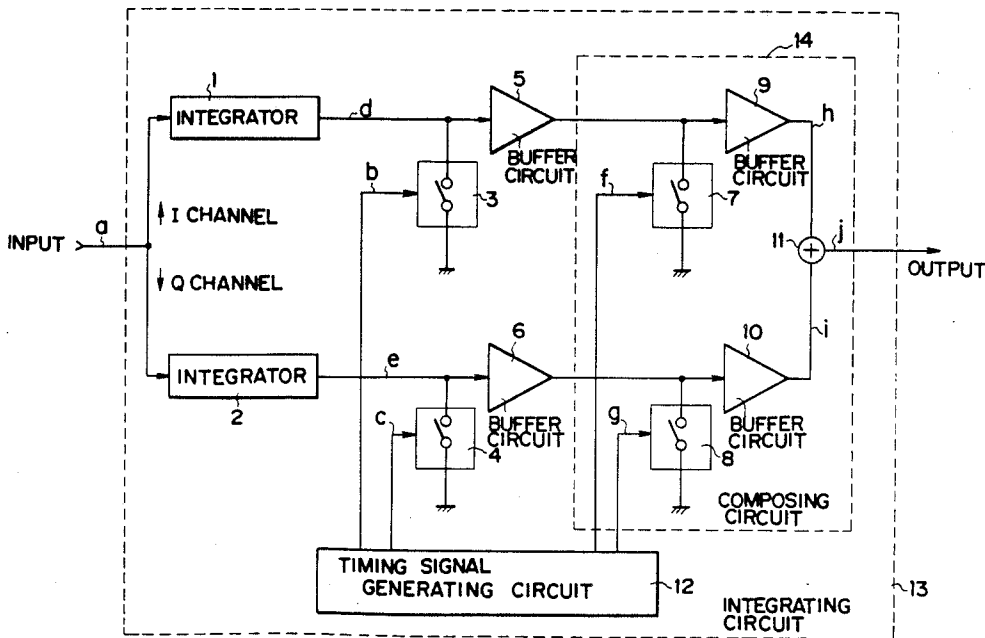 14
1
INTEGRATOR
d
5
BUFFER
CIRCUIT
9
BUFFER
CIRCUIT
h
b
3
f
7
I CHANNEL
INPUT
a
Q CHANNEL
11
+
j
OUTPUT
INTEGRATOR
2
e
6
BUFFER
CIRCUIT
10
BUFFER
CIRCUIT
i
c
4
g
8
COMPOSING
CIRCUIT
TIMING SIGNAL
GENERATING CIRCUIT
12
13
INTEGRATING
CIRCUIT